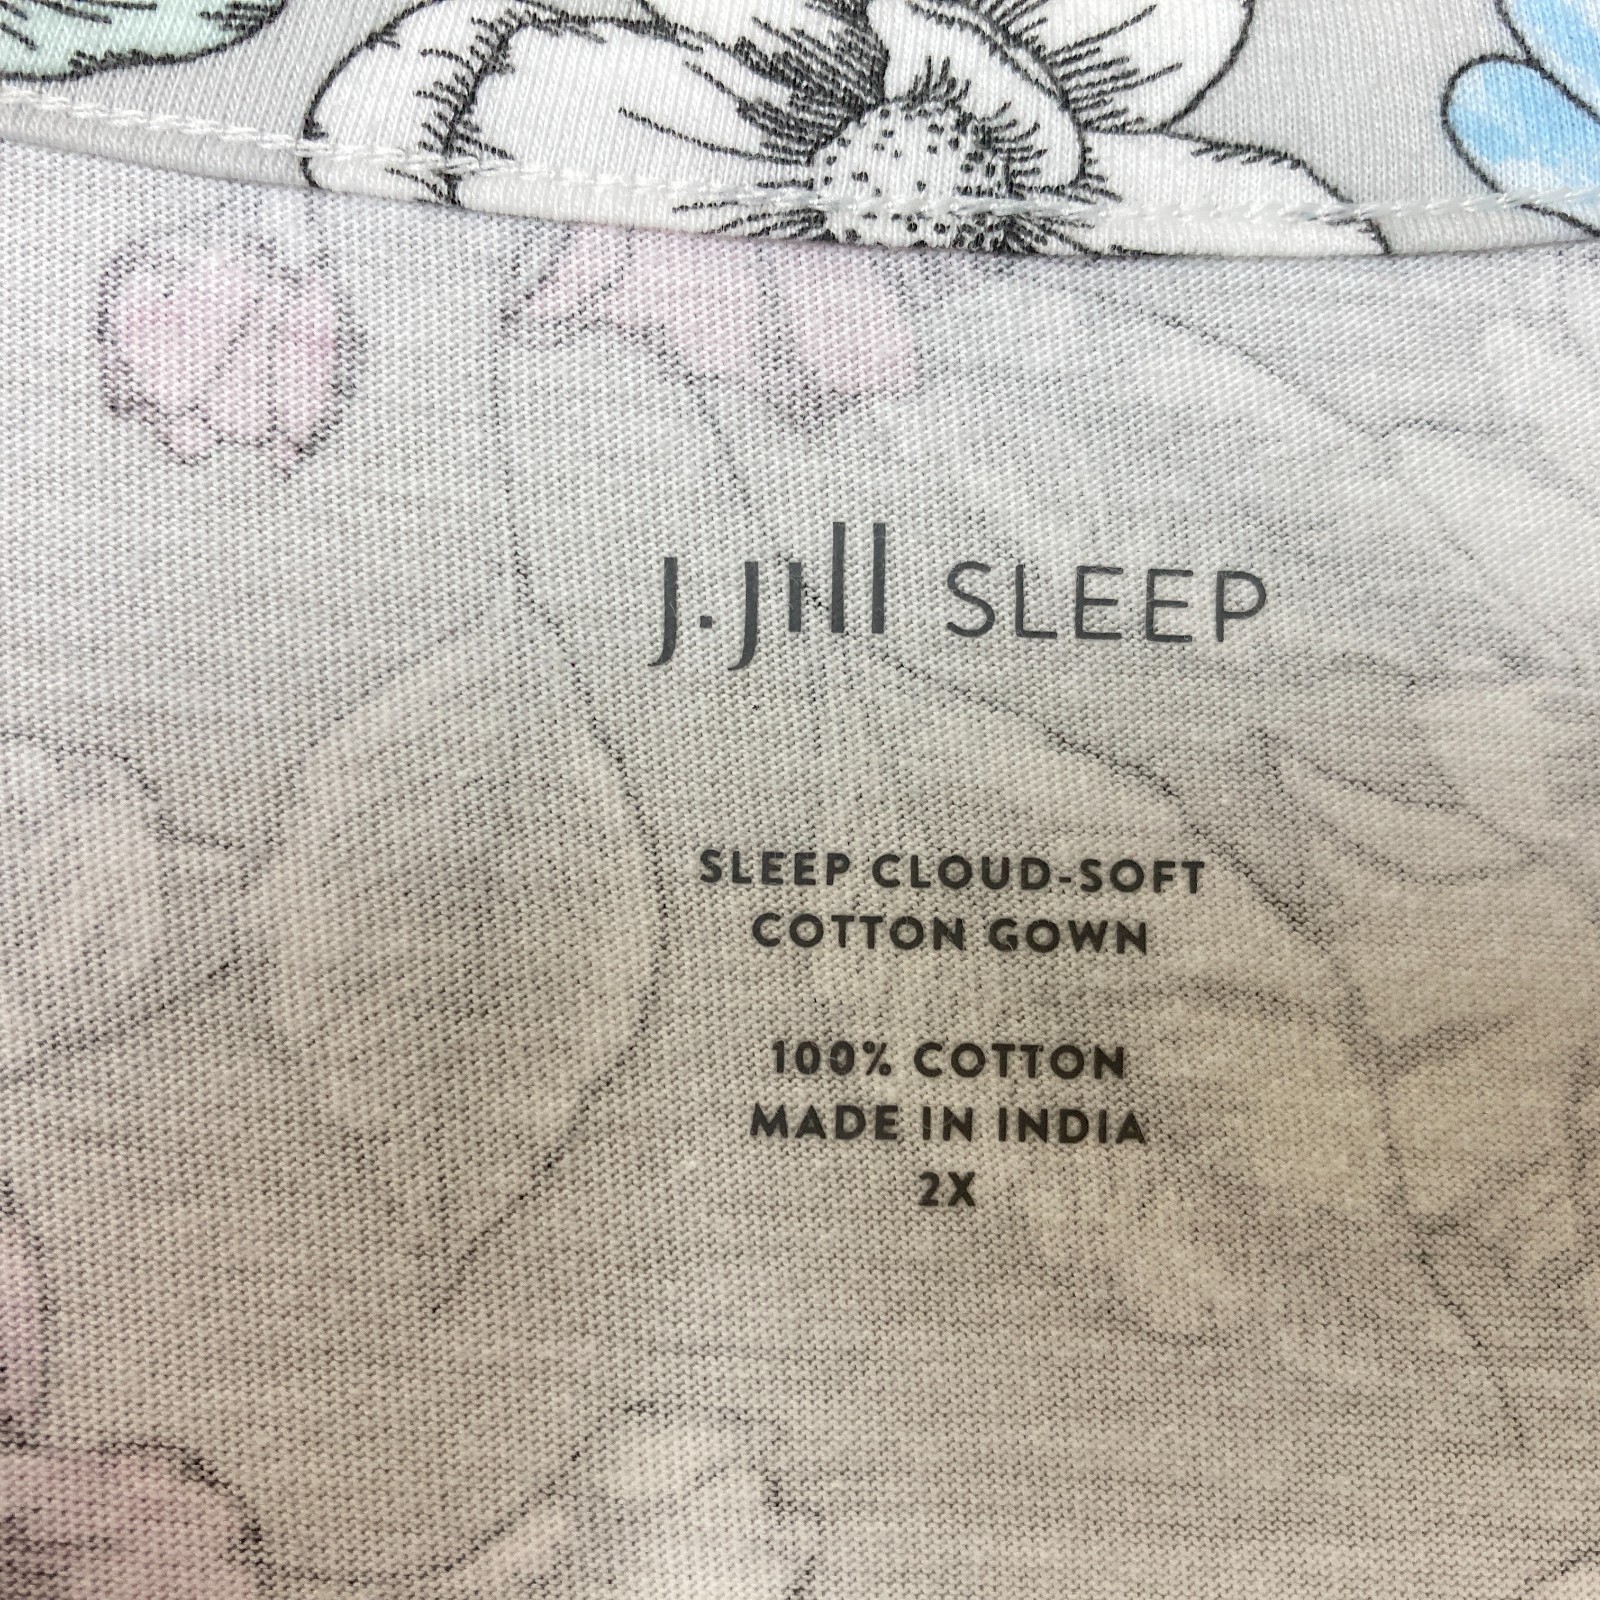 J.Jill SLEEP
SLEEP CLOUD-SOFT
COTTON GOWN
100% COTTON
MADE IN INDIA
2X